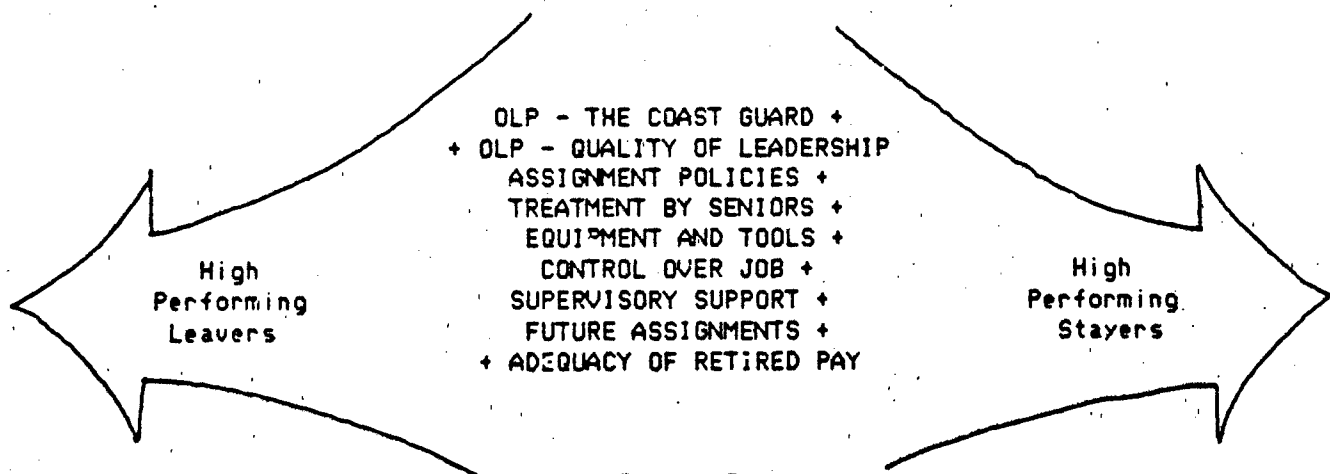 OLP - THE COAST GUARD +
+ OLP - QUALITY OF LEADERSHIP
ASSIGNMENT POLICIES +
TREATMENT BY SENIORS +
EQUIPMENT AND TOOLS +
CONTROL OVER JOB +
SUPERVISORY SUPPORT +
FUTURE ASSIGNMENTS +
+ ADEQUACY OF RETIRED PAY
High
Performing
Leavers
High
Performing
Stayers